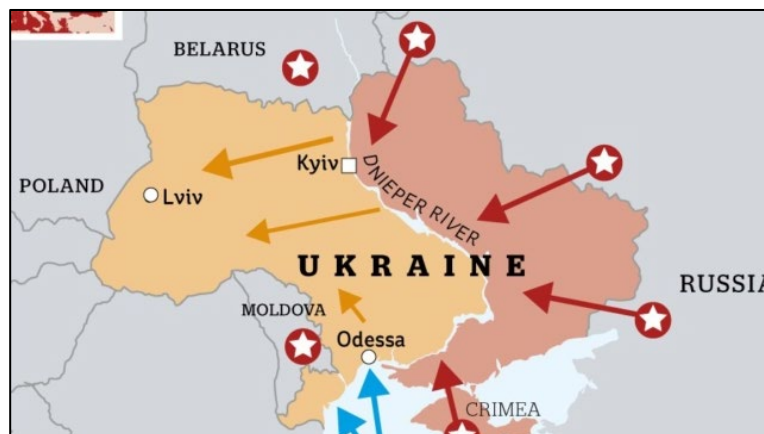 BELARUS
Kyiv
POLAND
Lviv
DNIEPER RIVER
UKRAINE
RUSSIA
MOLDOVA
Odessa
CRIMEA